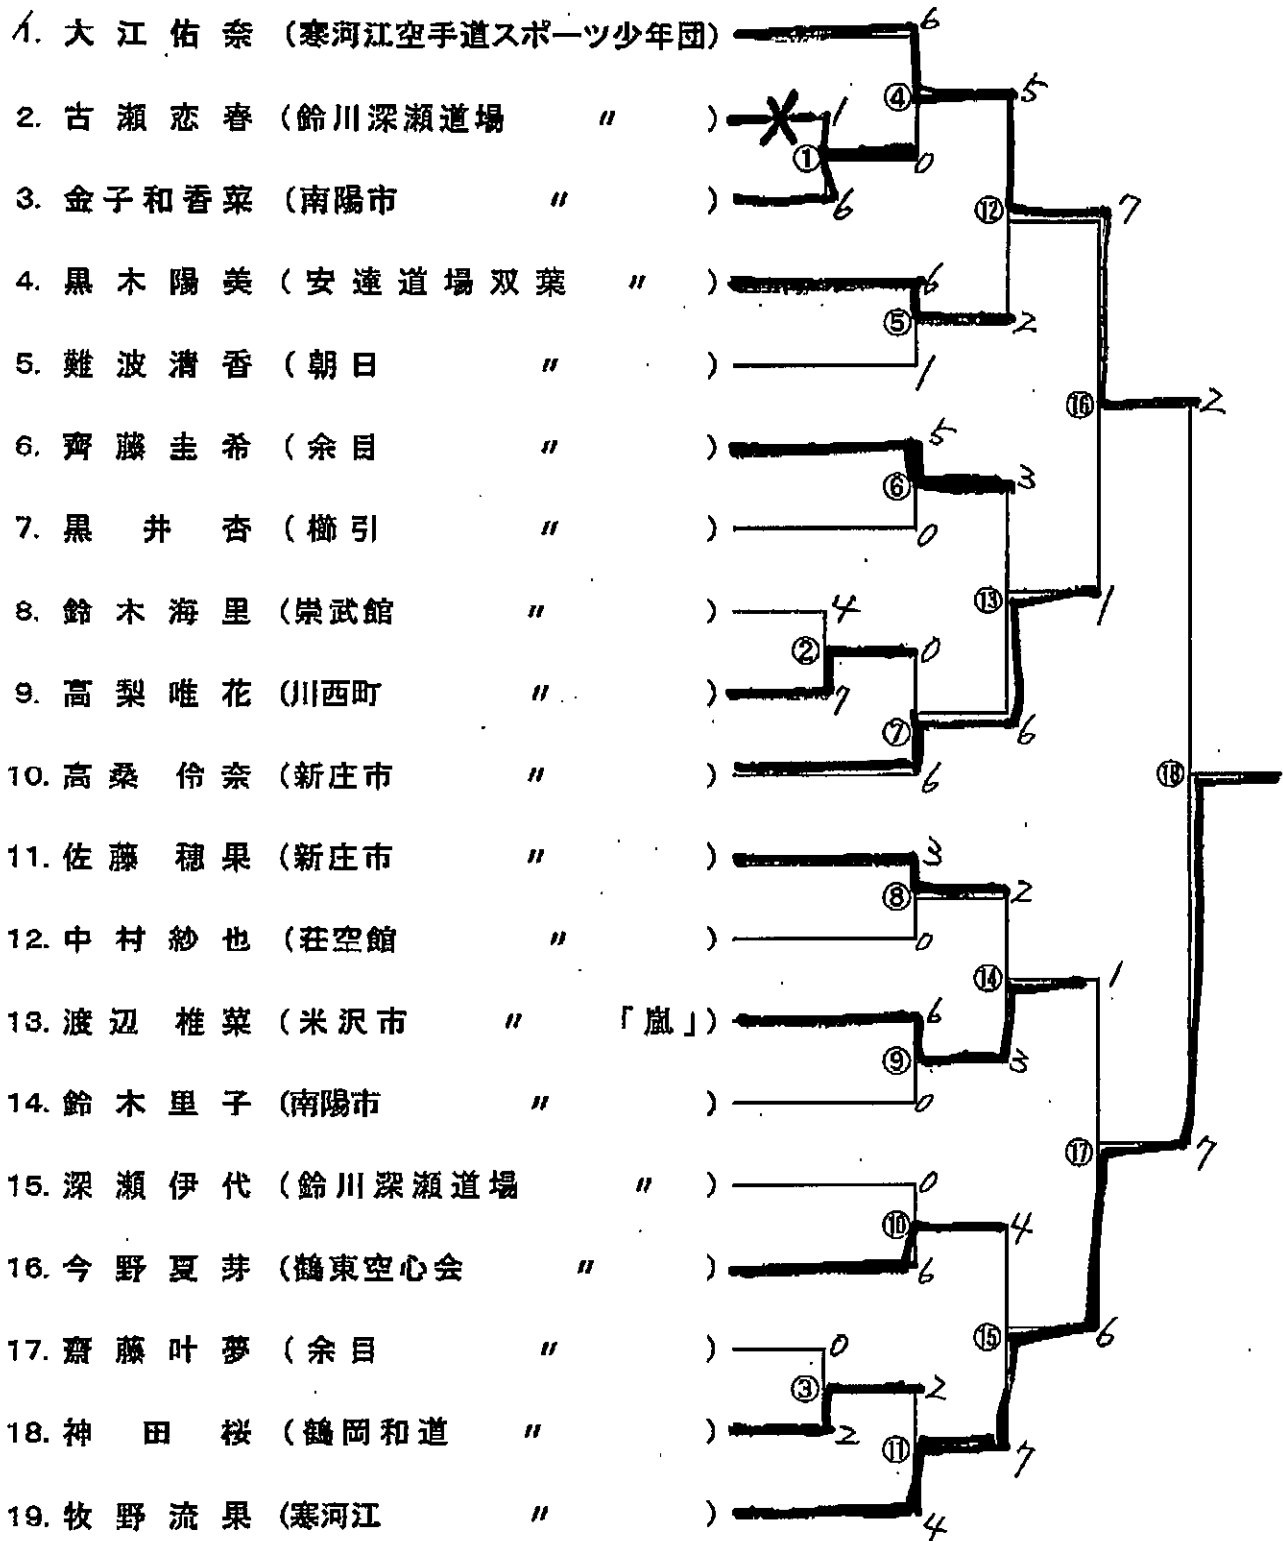 1. 大江佑奈 (寒河江空手道スポーツ少年団) 6
④ 5
2. 古瀬恋春 (鈴川深瀬道場 〃 ) 1
① 0
3. 金子和香菜 (南陽市 〃 ) 6
⑫ 7
4. 黒木陽美 (安達道場双葉 〃 ) 6
⑤ 2
5. 難波清香 (朝日 〃 ) 1
⑯ 2
6. 齊藤圭希 (余目 〃 ) 5
⑥ 3
7. 黒井杏 (櫛引 〃 ) 0
8. 鈴木海里 (崇武館 〃 ) 4
⑬ 1
② 0
9. 高梨唯花 (川西町 〃 ) 7
⑦ 6
10. 高桑伶奈 (新庄市 〃 ) 6
⑱
11. 佐藤穂果 (新庄市 〃 ) 3
⑧ 2
12. 中村紗也 (荘空館 〃 ) 0
⑭ 1
13. 渡辺椎菜 (米沢市 〃 「嵐」) 6
⑨ 3
14. 鈴木里子 (南陽市 〃 ) 0
⑰ 7
15. 深瀬伊代 (鈴川深瀬道場 〃 ) 0
⑩ 4
16. 今野夏芽 (鶴東空心会 〃 ) 6
⑮ 6
17. 齋藤叶夢 (余目 〃 ) 0
③ 2
18. 神田桜 (鶴岡和道 〃 ) 2
⑪ 7
19. 牧野流果 (寒河江 〃 ) 4